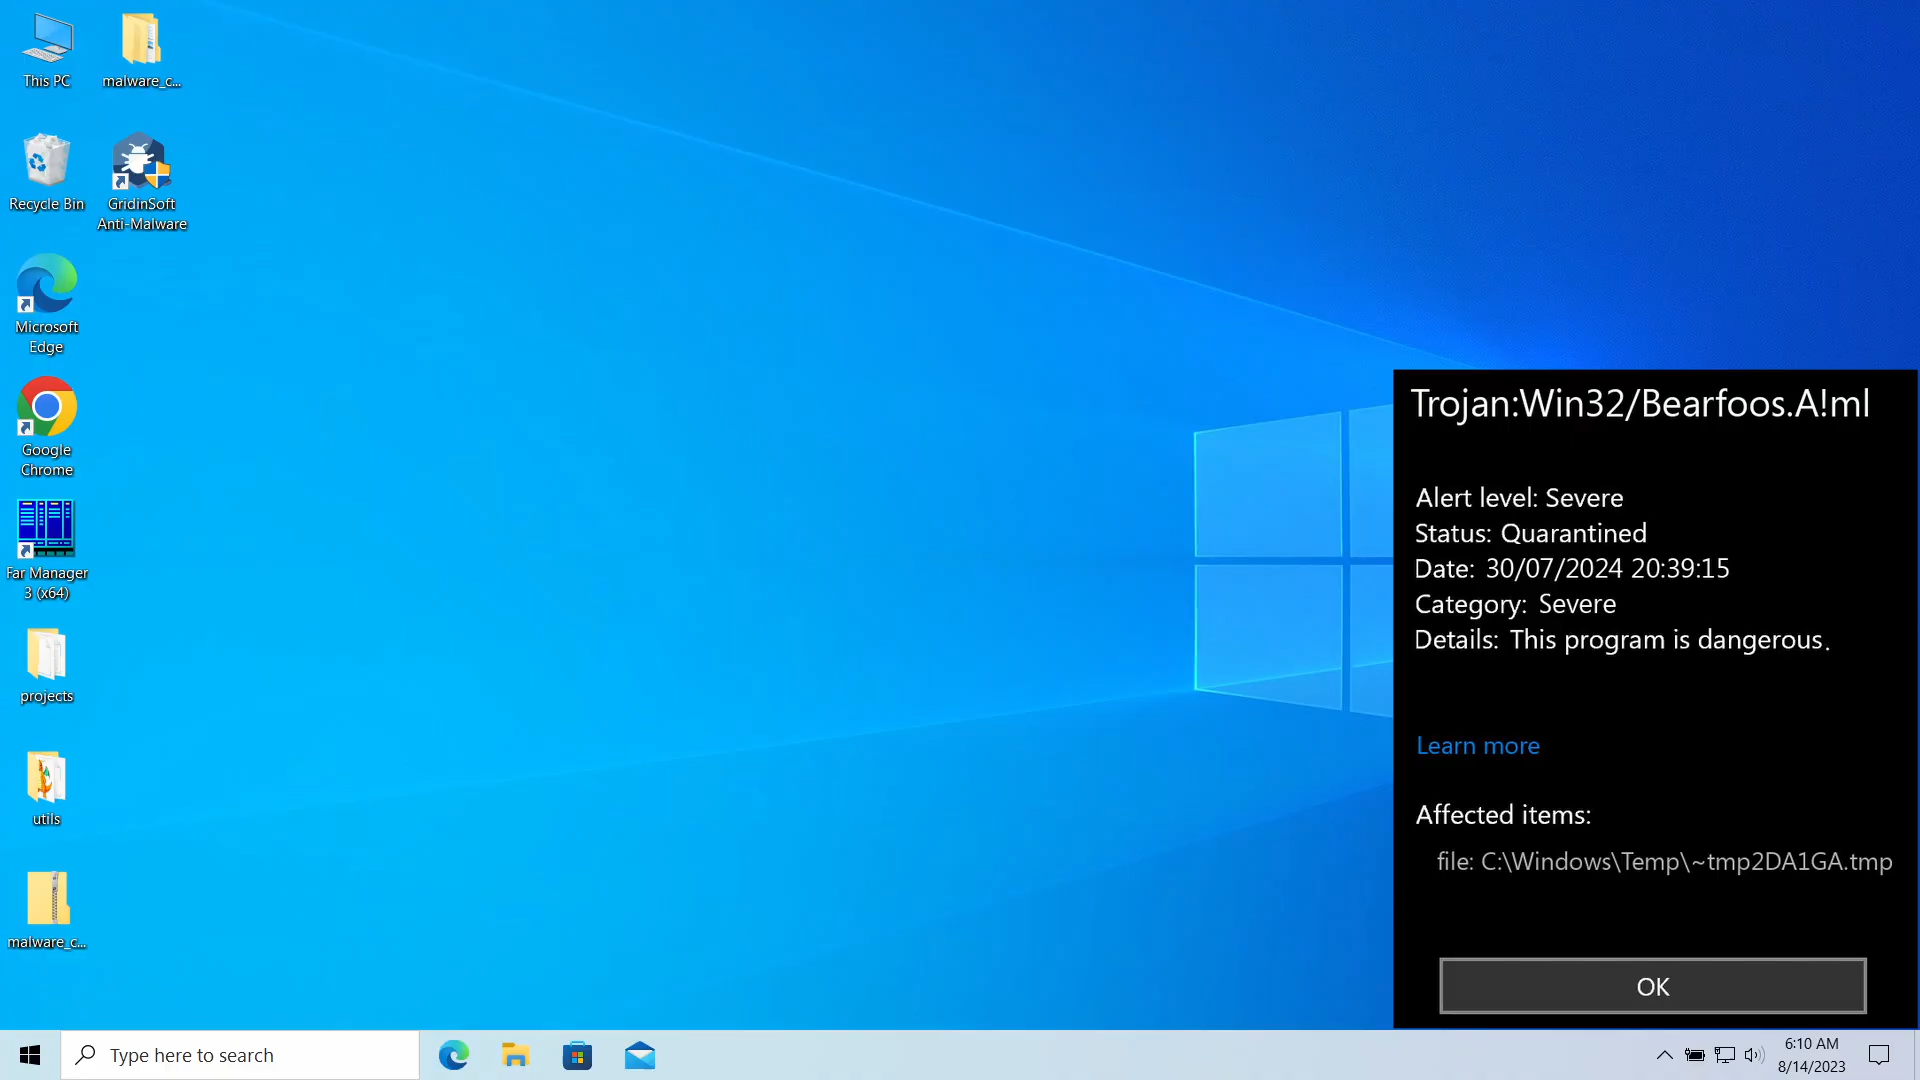 This PC
malware_c...
Recycle Bin
GridinSoft
Anti-Malware
Microsoft
Edge
Google
Chrome
Far Manager
3 (x64)
projects
utils
malware_c...
Trojan:Win32/Bearfoos.A!ml
Alert level: Severe
Status: Quarantined
Date: 30/07/2024 20:39:15
Category: Severe
Details: This program is dangerous.
Learn more
Affected items:
file: C:\Windows\Temp\~tmp2DA1GA.tmp
OK
Type here to search
6:10 AM
8/14/2023